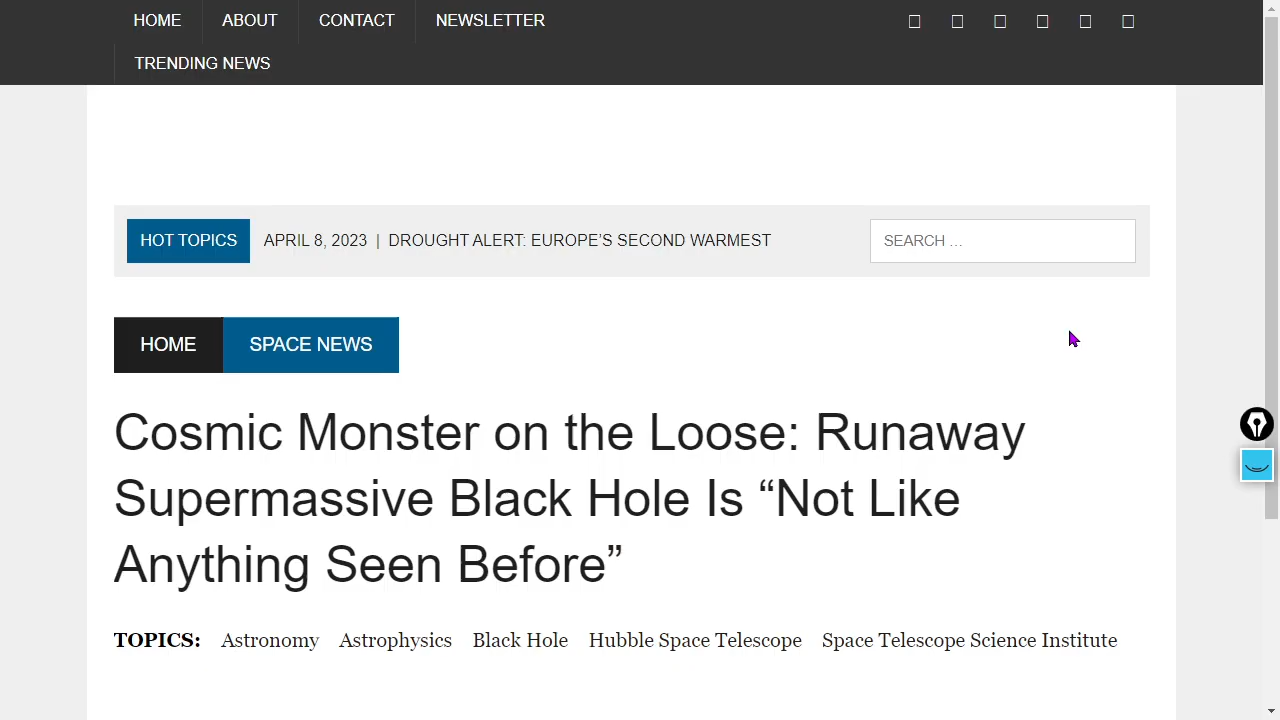 HOME ABOUT CONTACT NEWSLETTER
TRENDING NEWS
HOT TOPICS APRIL 8, 2023 | DROUGHT ALERT: EUROPE’S SECOND WARMEST SEARCH ...
HOME SPACE NEWS
Cosmic Monster on the Loose: Runaway
Supermassive Black Hole Is “Not Like
Anything Seen Before”
TOPICS: Astronomy Astrophysics Black Hole Hubble Space Telescope Space Telescope Science Institute